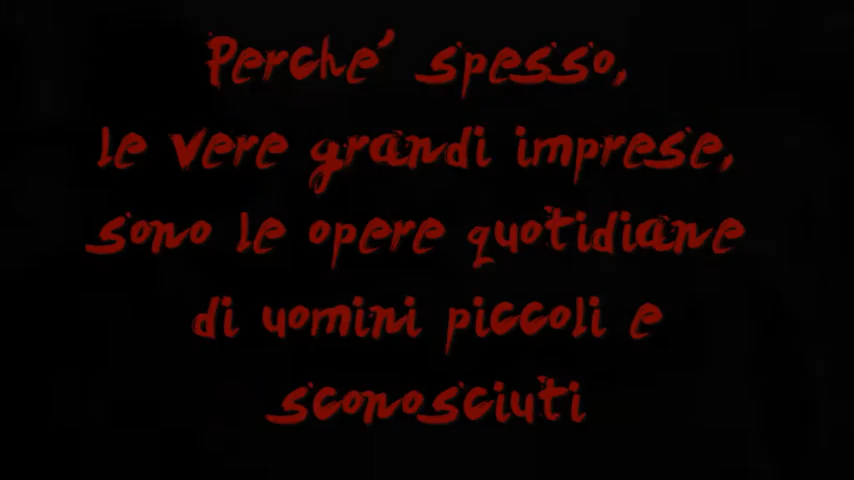 Perche' spesso,
le vere grandi imprese,
sono le opere quotidiane
di uomini piccoli e
sconosciuti